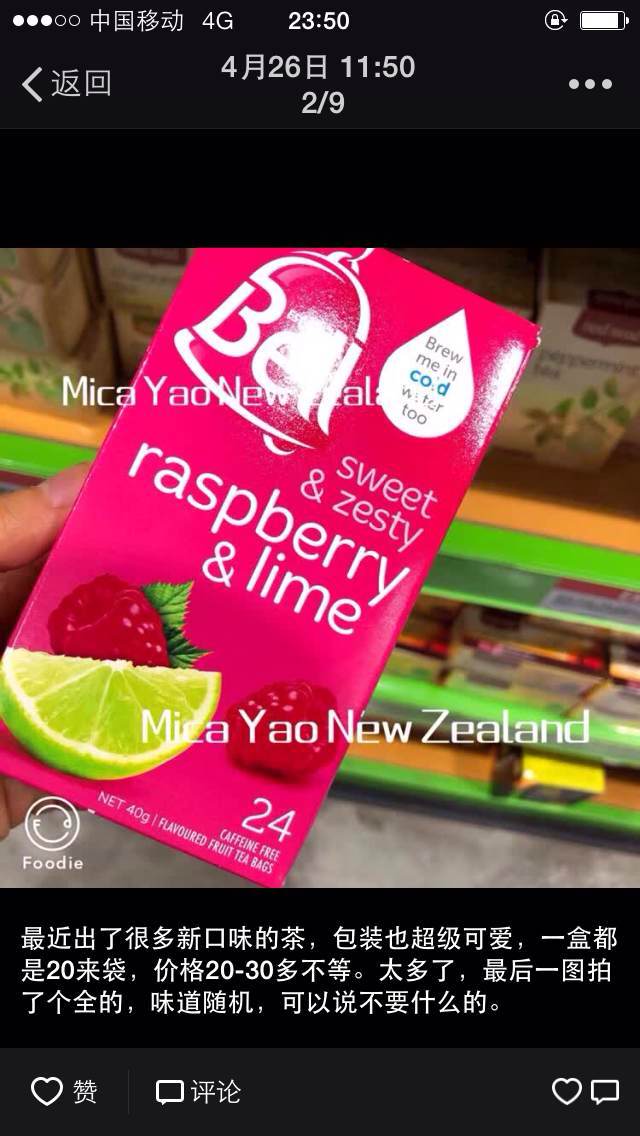 中国移动 4G 23:50
返回
4月26日 11:50
2/9
Bell
Brew
me in
cold
water
too
Mica Yao New Zealand
sweet
& zesty
raspberry
& lime
Mica Yao New Zealand
NET 40g | FLAVOURED FRUIT TEA BAGS
24
CAFFEINE FREE
Foodie
最近出了很多新口味的茶，包装也超级可爱，一盒都
是20来袋，价格20-30多不等。太多了，最后一图拍
了个全的，味道随机，可以说不要什么的。
赞
评论